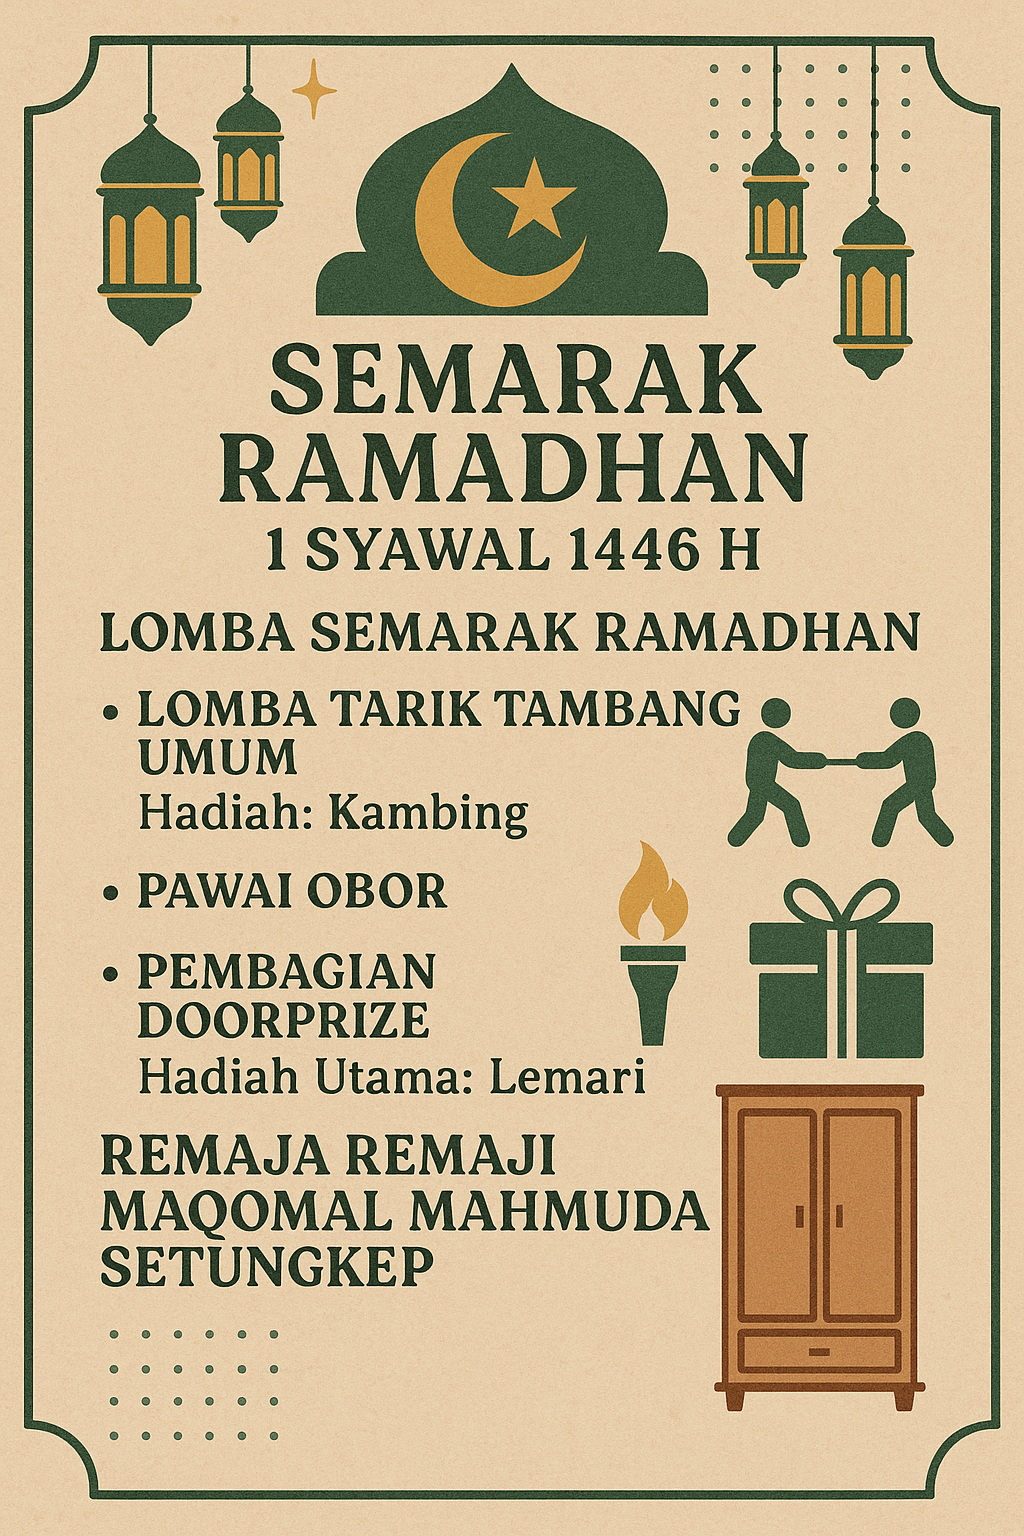 SEMARAK
RAMADHAN
1 SYAWAL 1446 H
LOMBA SEMARAK RAMADHAN
• LOMBA TARIK TAMBANG
UMUM
Hadiah: Kambing
• PAWAI OBOR
• PEMBAGIAN
DOORPRIZE
Hadiah Utama: Lemari
REMAJA REMAJI
MAQOMAL MAHMUDA
SETUNGKEP